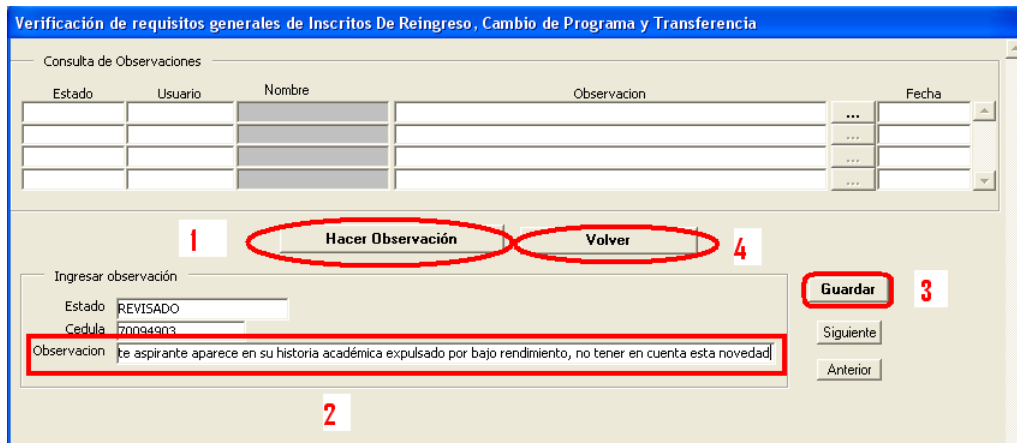 Verificación de requisitos generales de Inscritos De Reingreso, Cambio de Programa y Transferencia
Consulta de Observaciones
Estado Usuario Nombre Observacion Fecha
...
...
...
...
1 Hacer Observación Volver 4
Ingresar observación
Guardar 3
Estado REVISADO
Cedula 70094903
Siguiente
Observacion te aspirante aparece en su historia académica expulsado por bajo rendimiento, no tener en cuenta esta novedad
Anterior
2